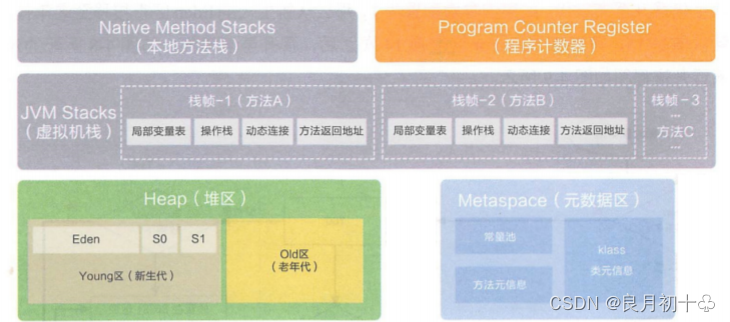 Native Method Stacks
（本地方法栈）
Program Counter Register
（程序计数器）
JVM Stacks
（虚拟机栈）
栈帧-1（方法A）
局部变量表
操作栈
动态连接
方法返回地址
栈帧-2（方法B）
局部变量表
操作栈
动态连接
方法返回地址
栈帧-3
...
方法C
...
Heap（堆区）
Eden
S0
S1
Young区（新生代）
Old区
（老年代）
Metaspace（元数据区）
常量池
方法元信息
klass
类元信息
CSDN @良月初十♧